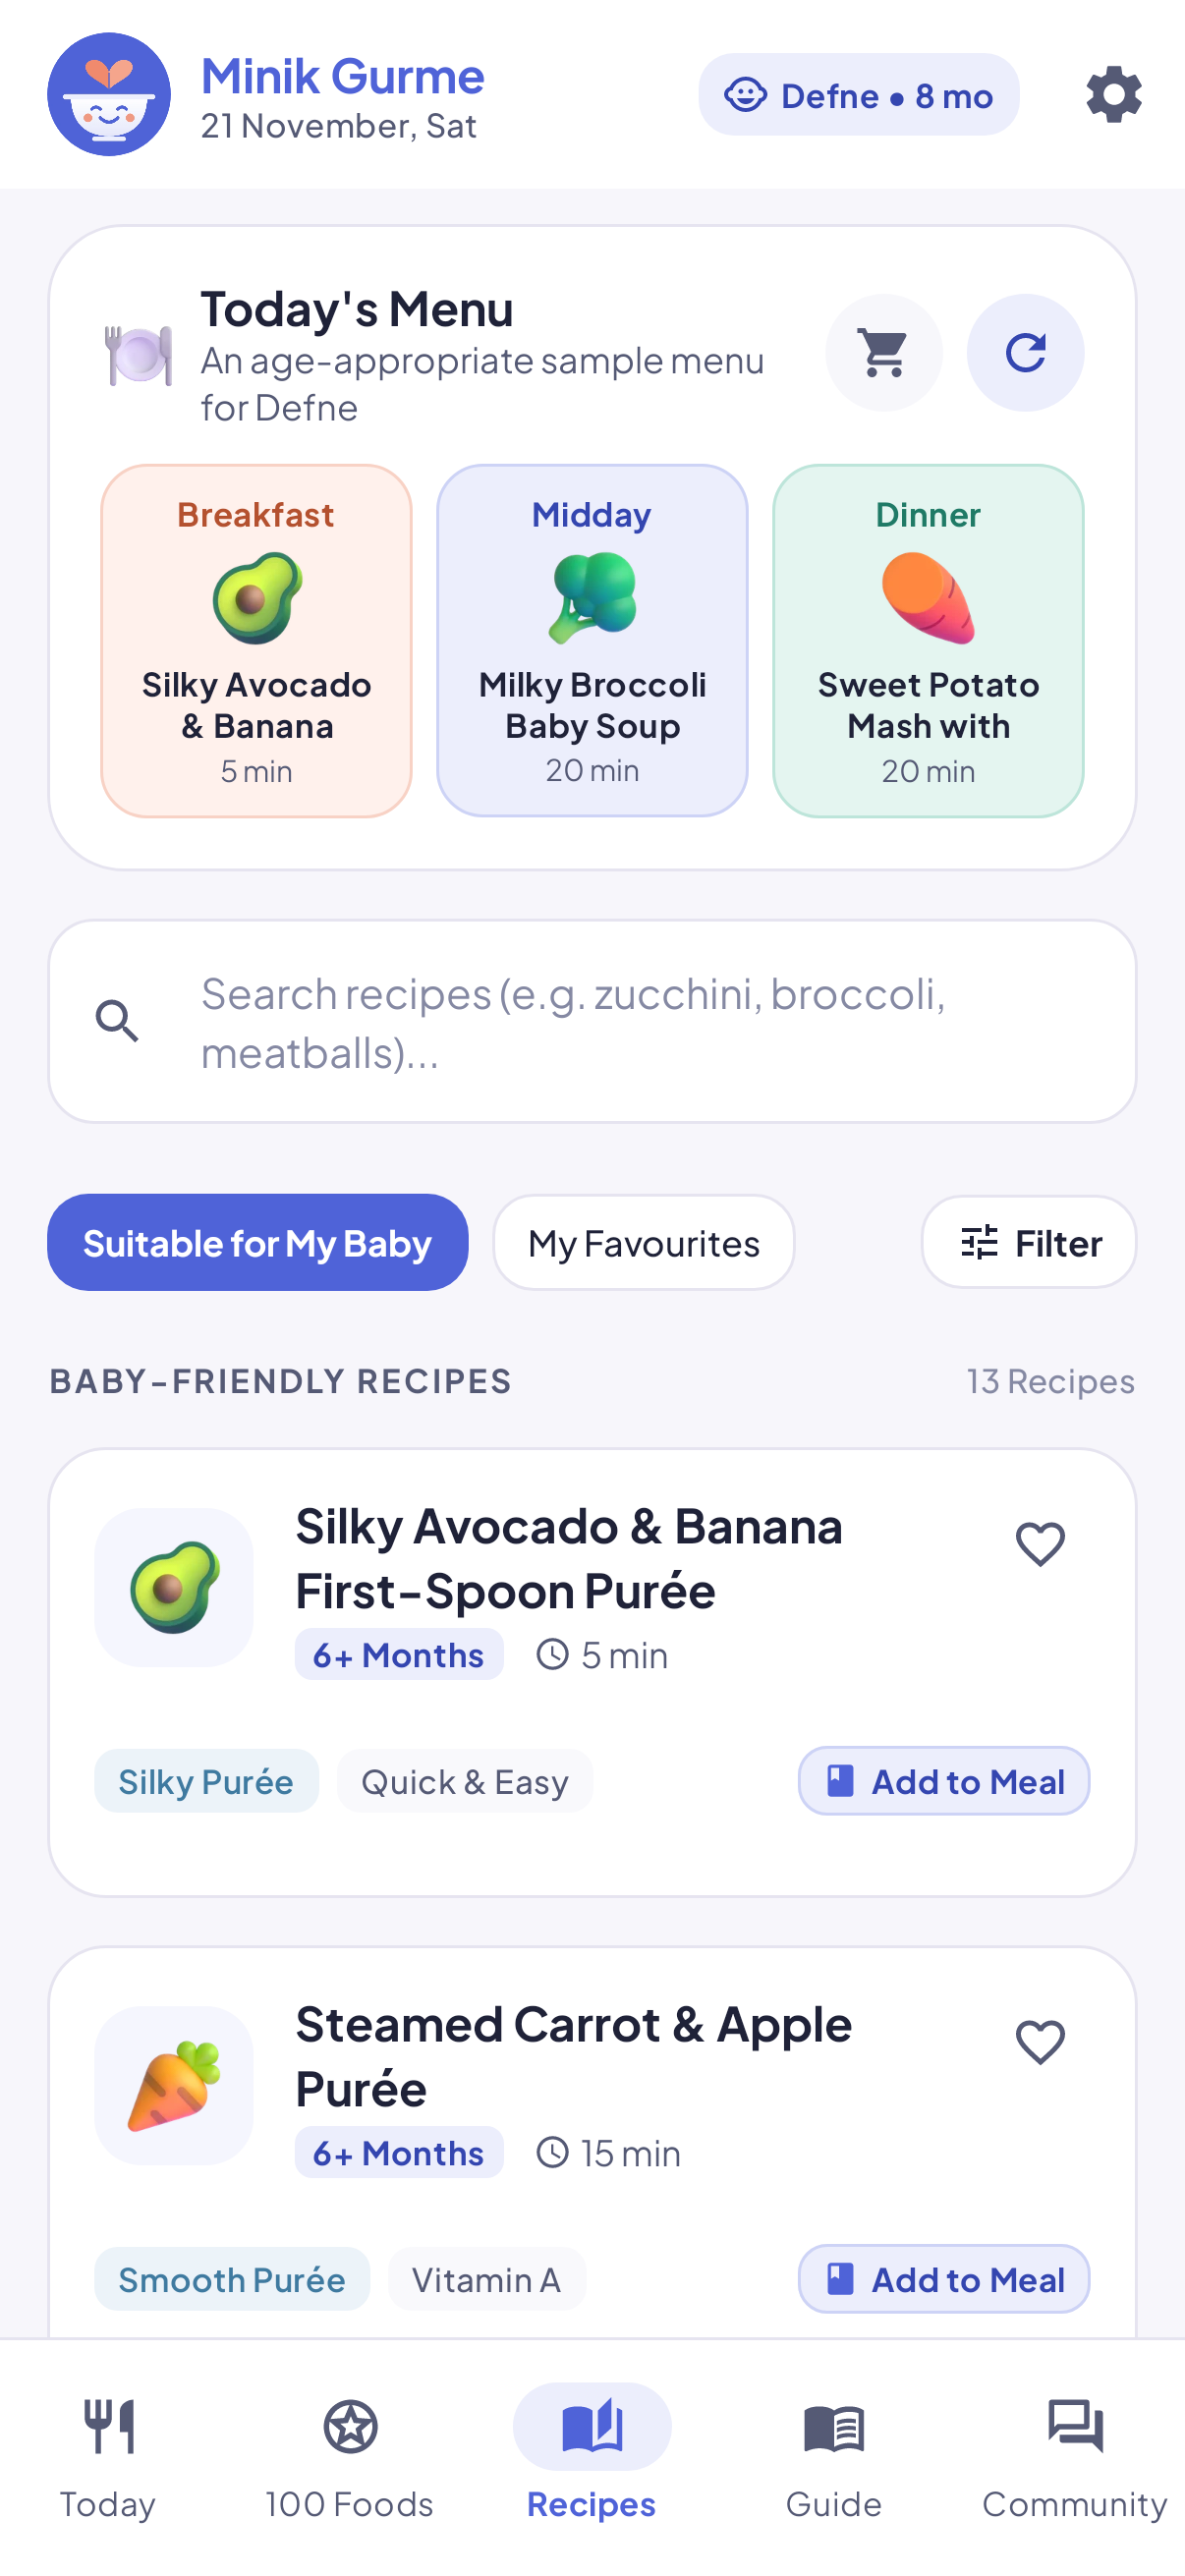 Minik Gurme
21 November, Sat
Defne • 8 mo
Today's Menu
An age-appropriate sample menu
for Defne
Breakfast
Silky Avocado
& Banana
5 min
Midday
Milky Broccoli
Baby Soup
20 min
Dinner
Sweet Potato
Mash with
20 min
Search recipes (e.g. zucchini, broccoli,
meatballs)...
Suitable for My Baby
My Favourites
Filter
BABY-FRIENDLY RECIPES
13 Recipes
Silky Avocado & Banana
First-Spoon Purée
6+ Months
5 min
Silky Purée
Quick & Easy
Add to Meal
Steamed Carrot & Apple
Purée
6+ Months
15 min
Smooth Purée
Vitamin A
Add to Meal
Today
100 Foods
Recipes
Guide
Community